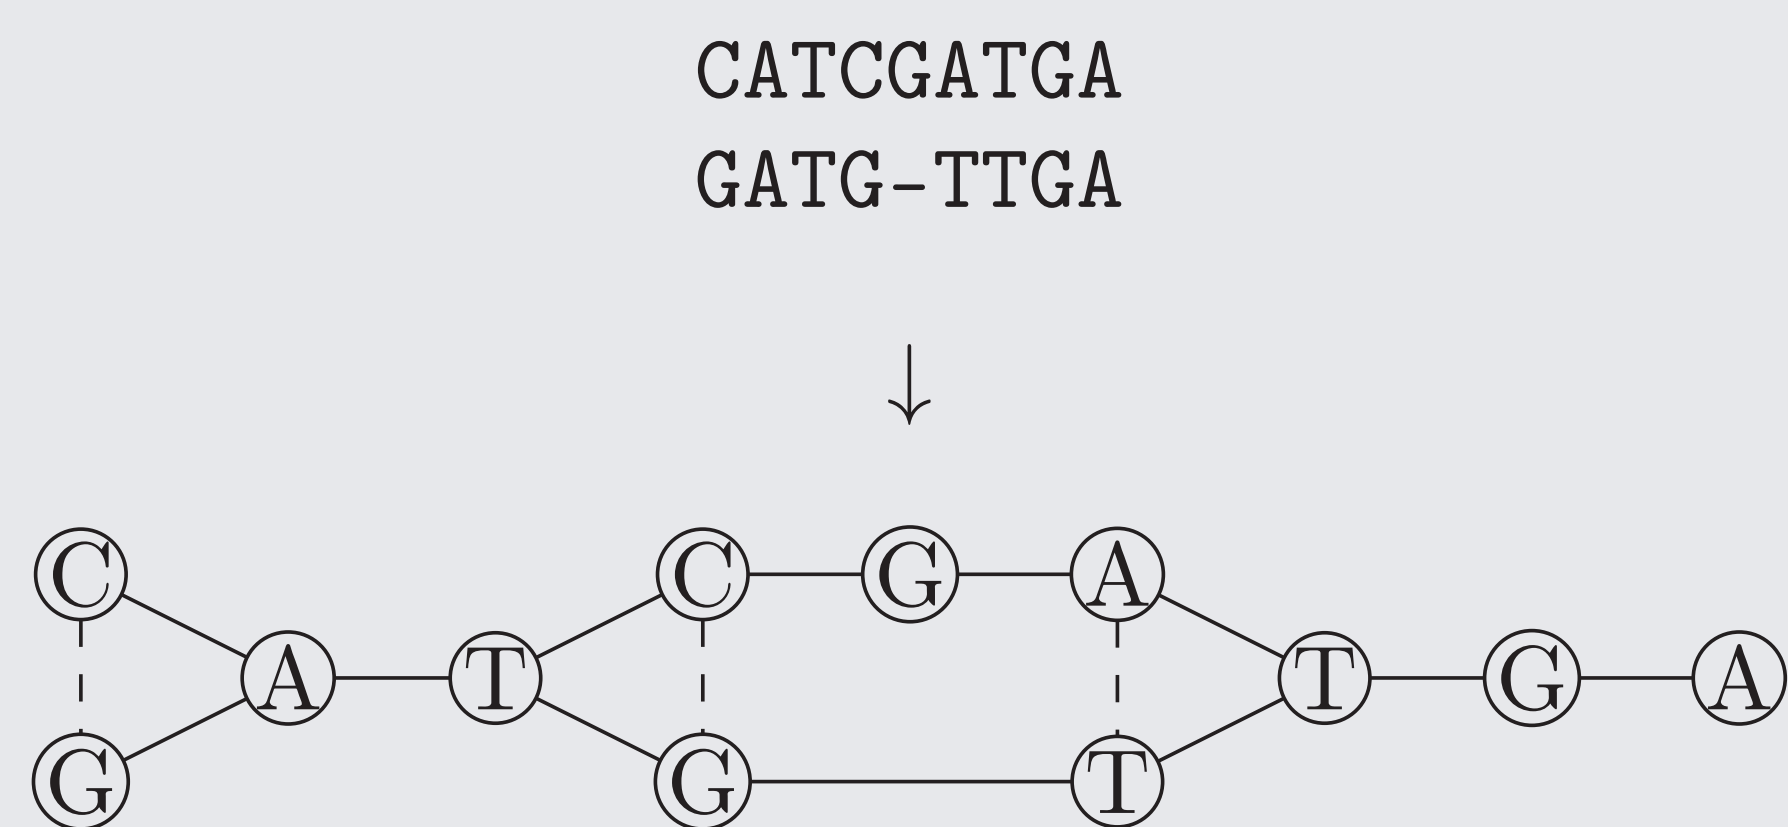 CATCGATGA
GATG-TTGA
C C G A
A T T G A
G G T